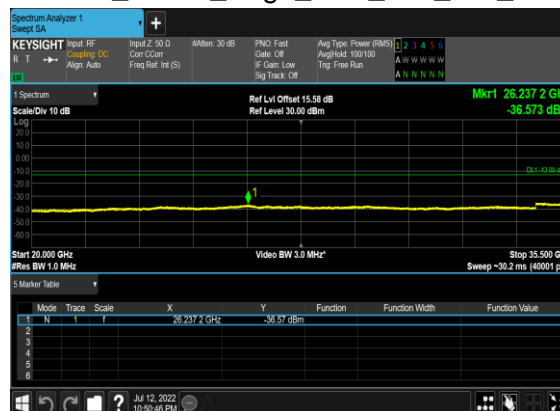 Spectrum Analyzer 1
Swept SA
+
KEYSIGHT
R T
Input: RF
Coupling: DC
Align: Auto
Input Z: 50 Ω
Corr CCorr
Freq Ref: Int (S)
#Atten: 30 dB
PNO: Fast
Gate: Off
IF Gain: Low
Sig Track: Off
Avg Type: Power (RMS)
Avg|Hold: 100/100
Trig: Free Run
1 2 3 4 5 6
A W W W W W
A N N N N N
1 Spectrum
Scale/Div 10 dB
Log
Ref Lvl Offset 15.58 dB
Ref Level 30.00 dBm
Mkr1 26.237 2 G
-36.573 dB
20.0
10.0
0.00
-10.0
-20.0
-30.0
-40.0
-50.0
-60.0
DL1 -13.00 d
1
Start 20.000 GHz
#Res BW 1.0 MHz
Video BW 3.0 MHz*
Stop 35.500 G
Sweep ~30.2 ms (40001 p
5 Marker Table
Mode Trace Scale X Y Function Function Width Function Value
1 N 1 f 26.237 2 GHz -36.57 dBm
2
3
4
5
6
?
Jul 12, 2022
10:50:46 PM